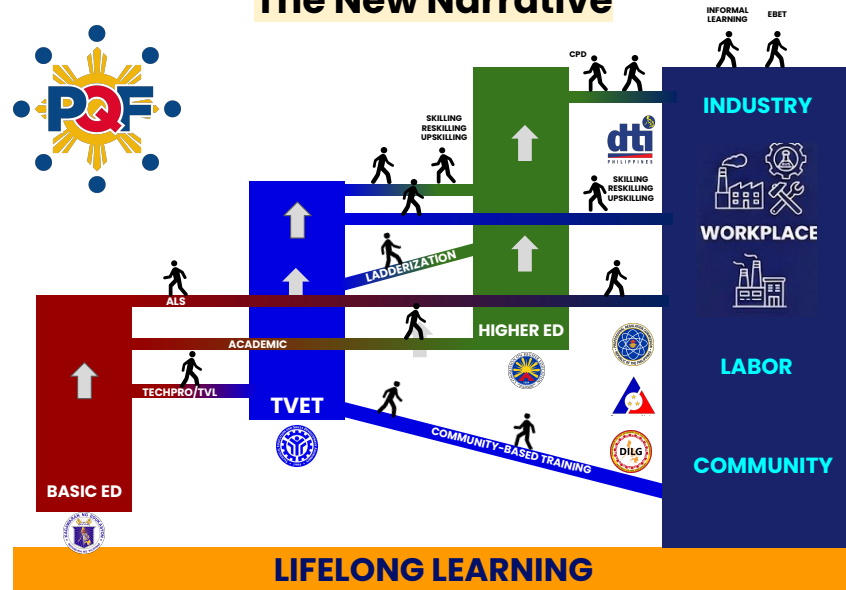 The New Narrative
INFORMAL
LEARNING
EBET
CPD
PQF
INDUSTRY
SKILLING
RESKILLING
UPSKILLING
dti
PHILIPPINES
SKILLING
RESKILLING
UPSKILLING
WORKPLACE
LADDERIZATION
ALS
HIGHER ED
ACADEMIC
LABOR
TECHPRO/TVL
TVET
COMMUNITY-BASED TRAINING
DILG
COMMUNITY
BASIC ED
LIFELONG LEARNING